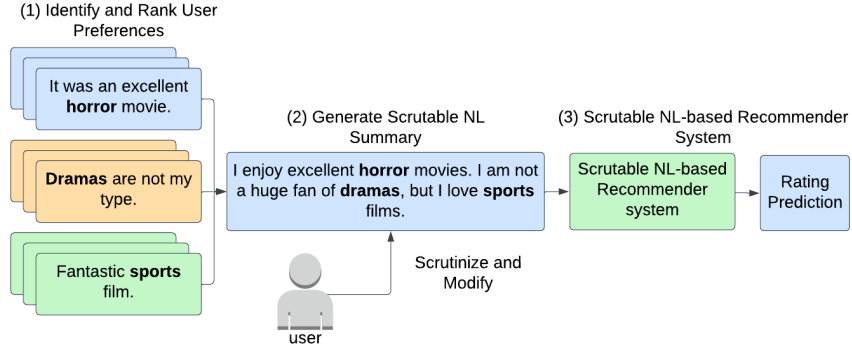 (1) Identify and Rank User
Preferences
It was an excellent
horror movie.
Dramas are not my
type.
Fantastic sports
film.
(2) Generate Scrutable NL
Summary
I enjoy excellent horror movies. I am not
a huge fan of dramas, but I love sports
films.
Scrutinize and
Modify
user
(3) Scrutable NL-based Recommender
System
Scrutable NL-based
Recommender
system
Rating
Prediction